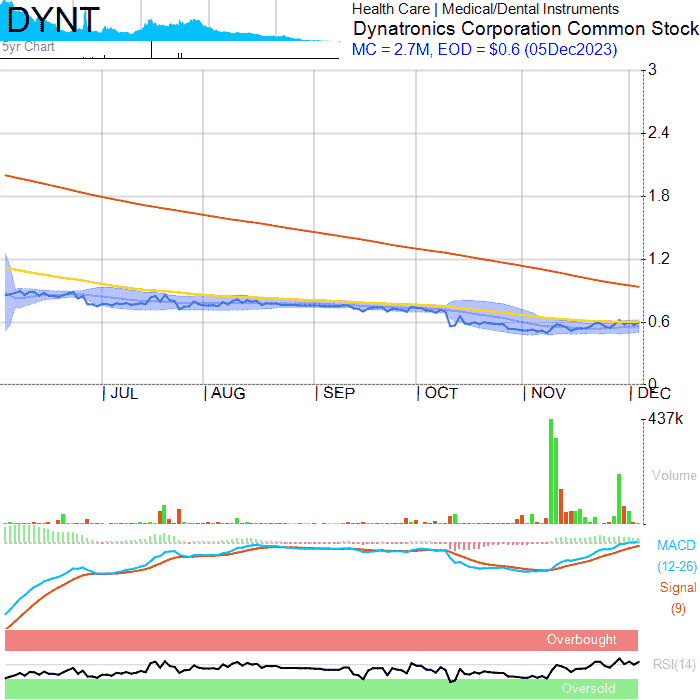 DYNT
5yr Chart
Health Care | Medical/Dental Instruments
Dynatronics Corporation Common Stock
MC = 2.7M, EOD = $0.6 (05Dec2023)
3
2.4
1.8
1.2
0.6
0
| JUL | AUG | SEP | OCT | NOV | DEC
437k
Volume
MACD
(12-26)
Signal
(9)
Overbought
RSI(14)
Oversold